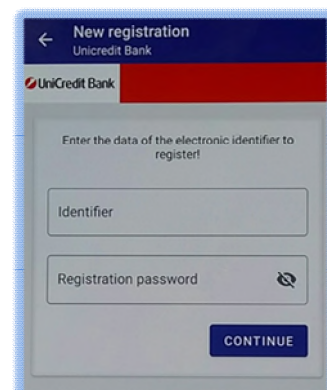 New registration
Unicredit Bank
UniCredit Bank
Enter the data of the electronic identifier to
register!
Identifier
Registration password
CONTINUE